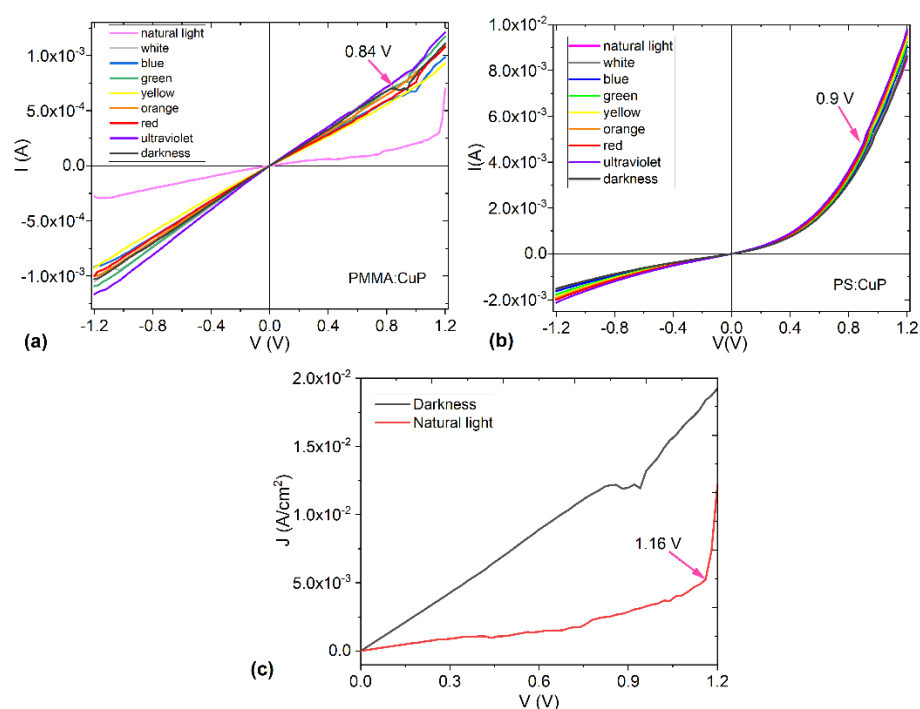 1.0x10⁻³
5.0x10⁻⁴
0.0
-5.0x10⁻⁴
-1.0x10⁻³
I(A)
natural light
white
blue
green
yellow
orange
red
ultraviolet
darkness
0.84 V
PMMA:CuP
-1.2 -0.8 -0.4 0.0 0.4 0.8 1.2
V (V)
(a)
1.0x10⁻²
8.0x10⁻³
6.0x10⁻³
4.0x10⁻³
2.0x10⁻³
0.0
-2.0x10⁻³
I(A)
natural light
white
blue
green
yellow
orange
red
ultraviolet
darkness
0.9 V
PS:CuP
-1.2 -0.8 -0.4 0.0 0.4 0.8 1.2
V(V)
(b)
2.0x10⁻²
1.5x10⁻²
1.0x10⁻²
5.0x10⁻³
0.0
J (A/cm²)
Darkness
Natural light
1.16 V
0.0 0.3 0.6 0.9 1.2
V (V)
(c)